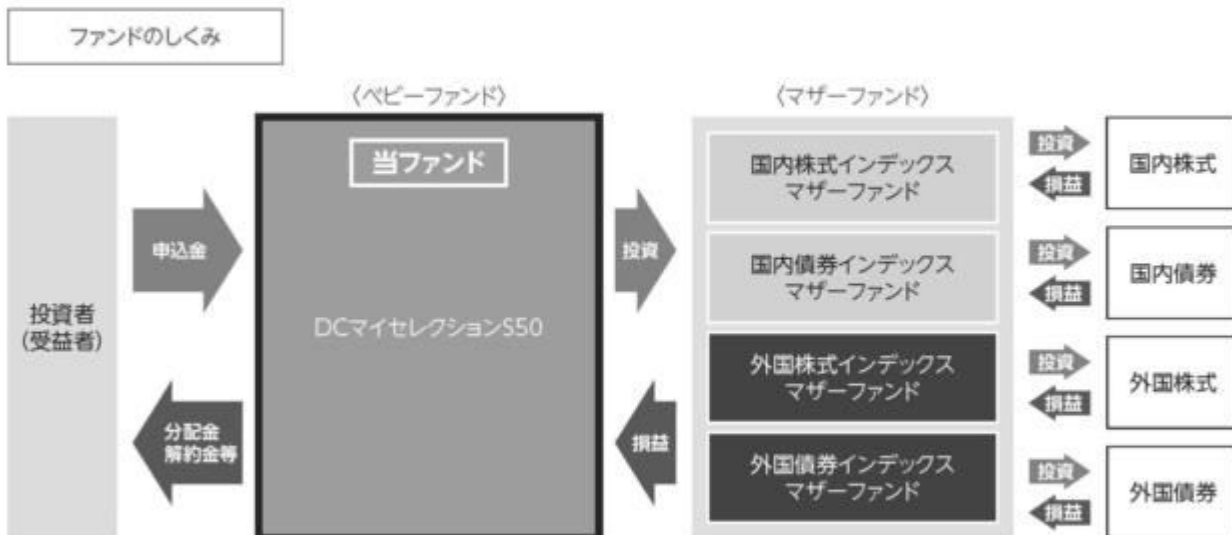 ファンドのしくみ
〈ベビーファンド〉
〈マザーファンド〉
投資者
(受益者)
申込金
分配金
解約金等
当ファンド
DCマイセレクションS50
投資
損益
国内株式インデックス
マザーファンド
投資
損益
国内株式
国内債券インデックス
マザーファンド
投資
損益
国内債券
外国株式インデックス
マザーファンド
投資
損益
外国株式
外国債券インデックス
マザーファンド
投資
損益
外国債券